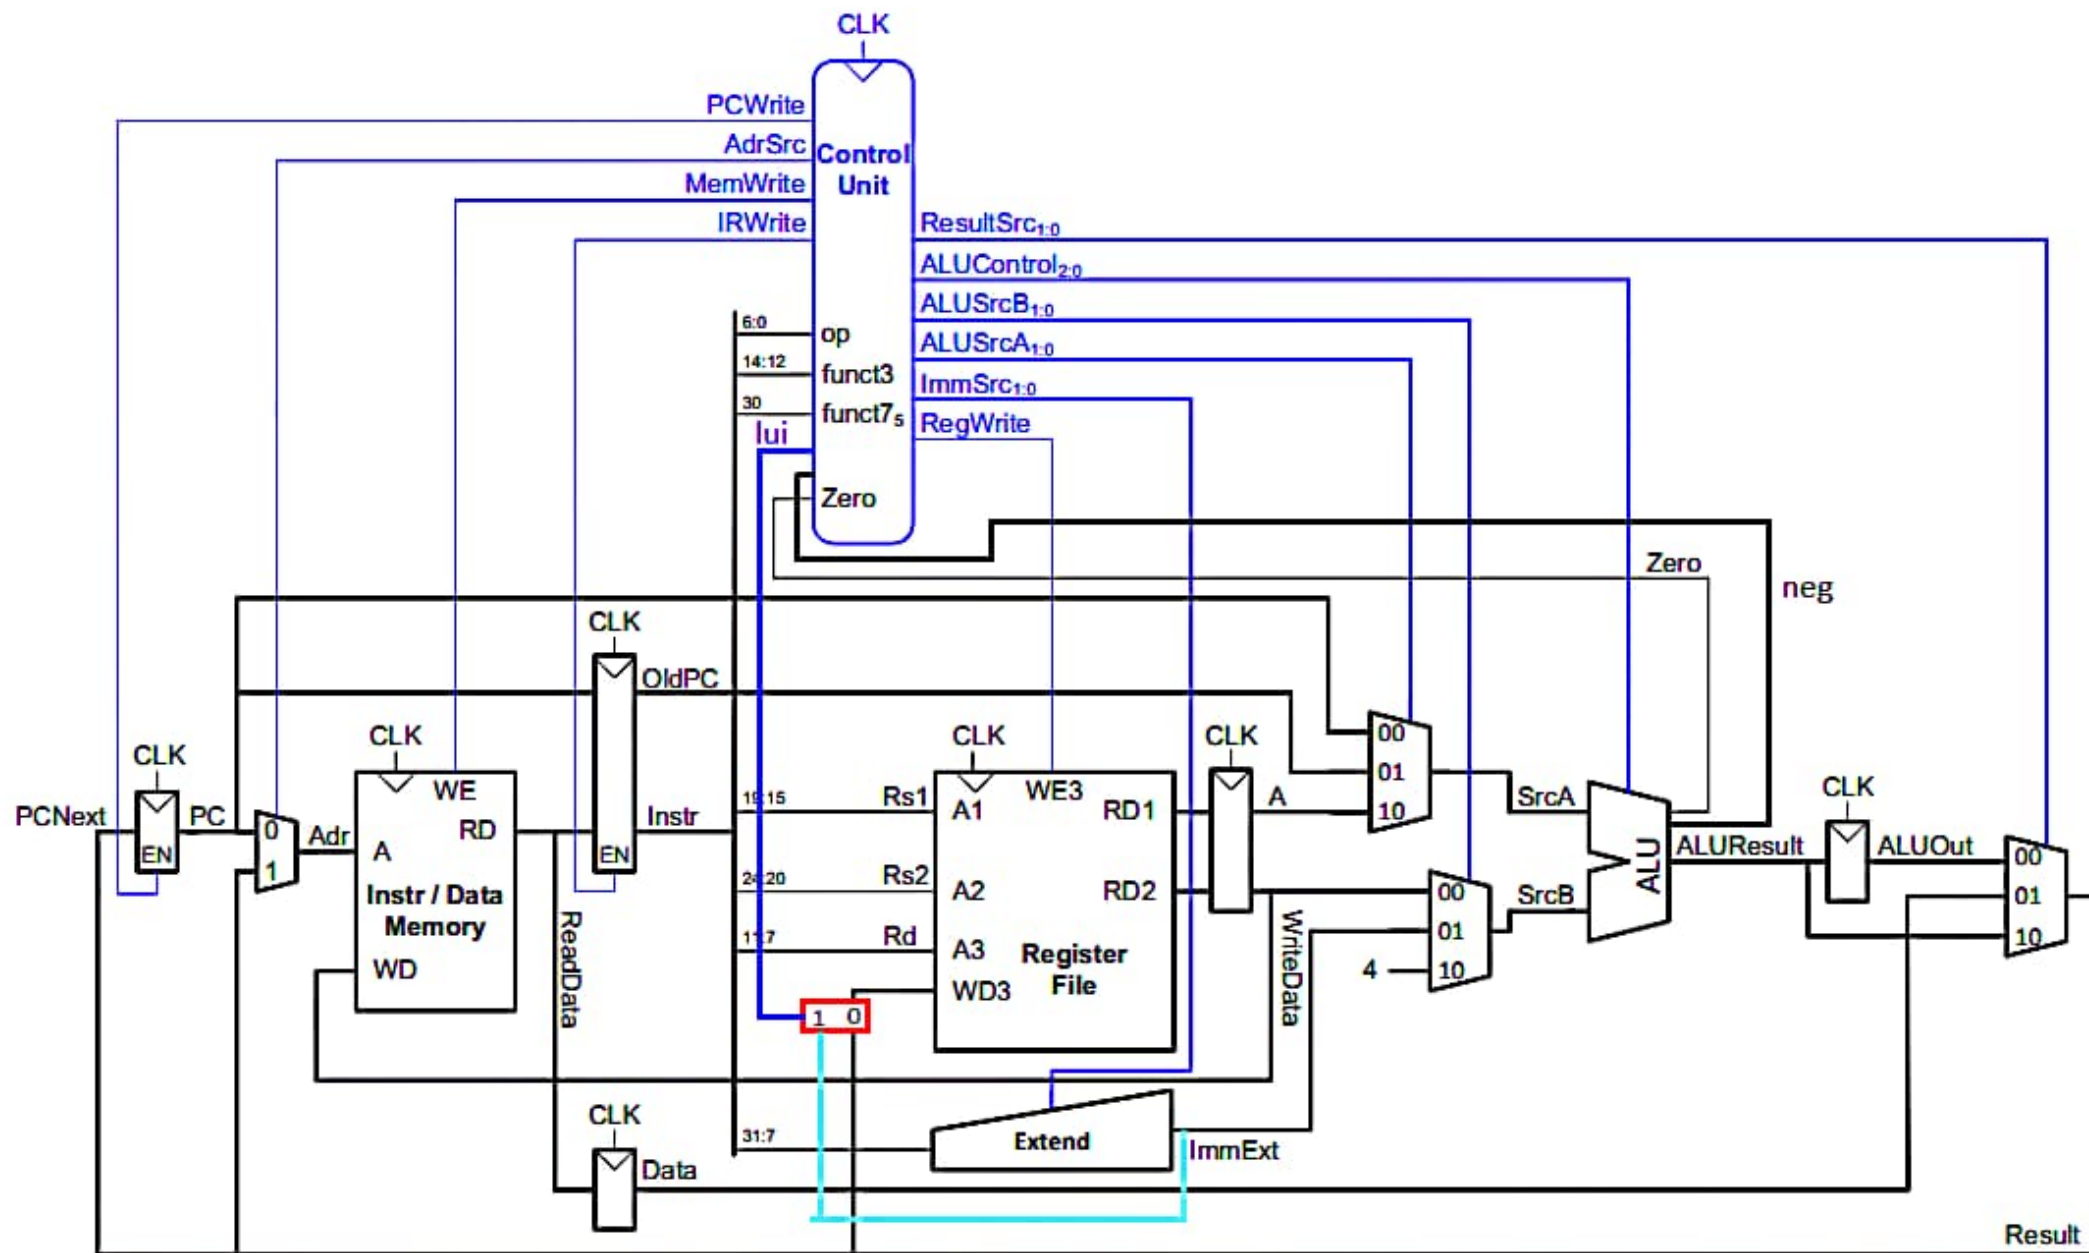 CLK
PCWrite
AdrSrc
MemWrite
IRWrite
Control
Unit
ResultSrc1:0
ALUControl2:0
ALUSrcB1:0
ALUSrcA1:0
ImmSrc1:0
RegWrite
6:0
op
14:12
funct3
30
funct75
lui
Zero
Zero
neg
CLK
OldPC
CLK
PCNext
PC
EN
0
1
Adr
CLK
WE
RD
A
Instr / Data
Memory
WD
ReadData
EN
Instr
19:15
Rs1
24:20
Rs2
11:7
Rd
CLK
WE3
A1
RD1
A2
RD2
A3
WD3
Register
File
1 0
CLK
A
WriteData
00
01
10
SrcA
00
01
10
4
SrcB
ALU
ALUResult
CLK
ALUOut
00
01
10
31:7
Extend
ImmExt
CLK
Data
Result